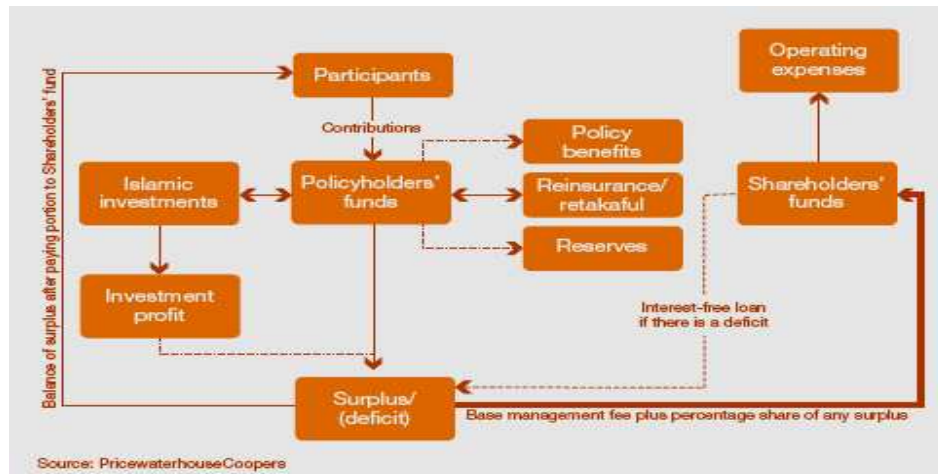 Operating
expenses
Participants
Contributions
Policy
benefits
Islamic
investments
Policyholders'
funds
Reinsurance/
retakaful
Shareholders'
funds
Reserves
Investment
profit
Interest-free loan
if there is a deficit
Surplus/
(deficit)
Base management fee plus percentage share of any surplus
Balance of surplus after paying portion to Shareholders' fund
Source: PricewaterhouseCoopers